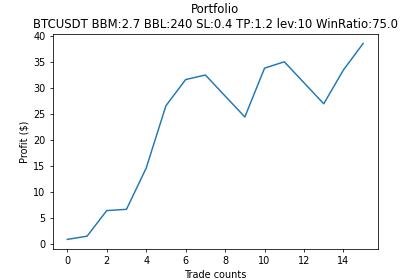 Portfolio
BTCUSDT BBM:2.7 BBL:240 SL:0.4 TP:1.2 lev:10 WinRatio:75.0
40
35
30
25
20
15
10
5
0
Profit ($)
0 2 4 6 8 10 12 14
Trade counts